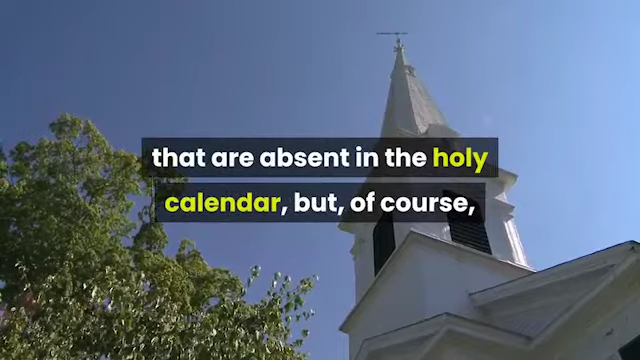 that are absent in the holy
calendar, but, of course,